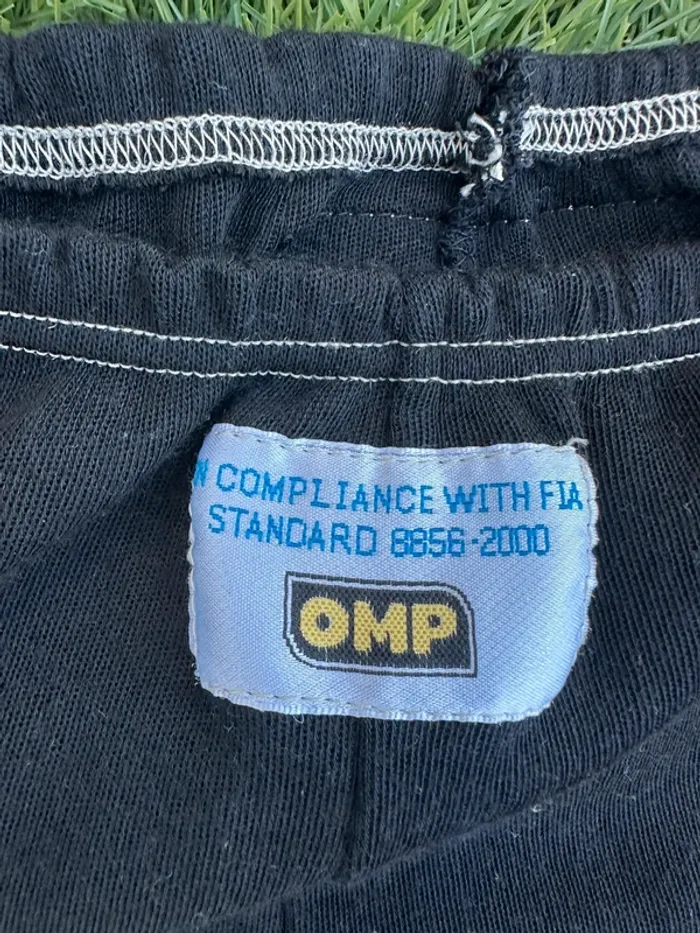 N COMPLIANCE WITH FIA
STANDARD 8856-2000
OMP